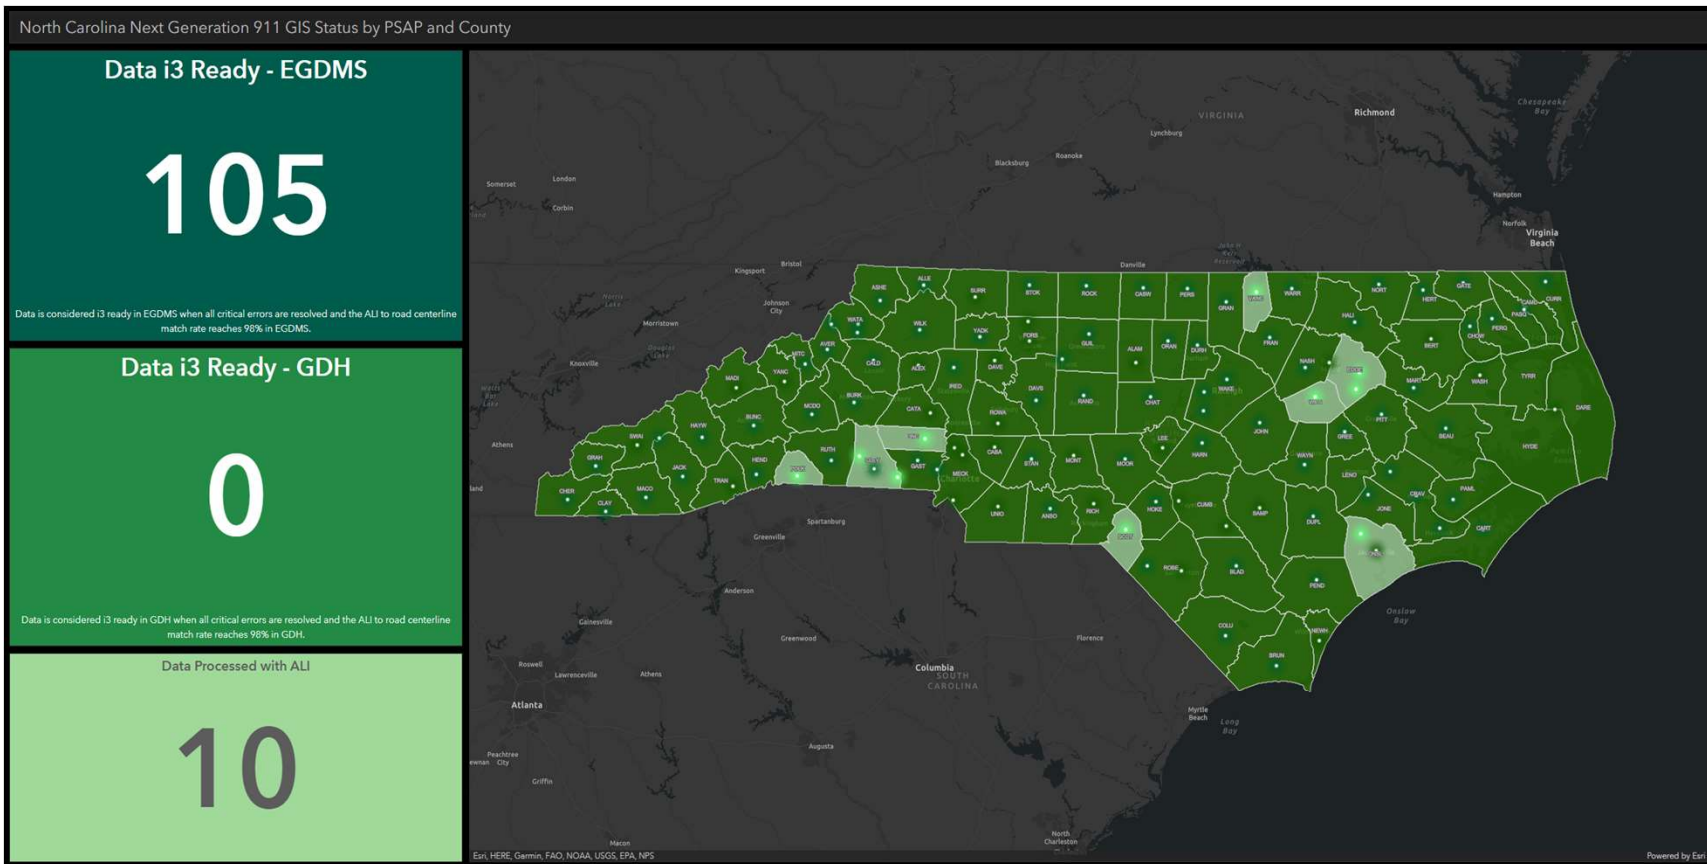 North Carolina Next Generation 911 GIS Status by PSAP and County
Data i3 Ready - EGDMS
105
Data is considered i3 ready in EGDMS when all critical errors are resolved and the ALI to road centerline
match rate reaches 98% in EGDMS.
Data i3 Ready - GDH
0
Data is considered i3 ready in GDH when all critical errors are resolved and the ALI to road centerline
match rate reaches 98% in GDH.
Data Processed with ALI
10
Chesapeake
Bay
Richmond
VIRGINIA
Lynchburg
Roanoke
Blacksburg
Somerset
London
Corbin
Hampton
Norfolk
Virginia
Beach
Danville
Bristol
Kingsport
Johnson
City
Morristown
Knoxville
Athens
ALLE
ASHE
SURR
STOK
ROCK
CASW
PERS
GRAN
WARR
NORT
HERT
GATE
CURR
CAMD
PASQ
PERQ
CHOW
WATA
WILK
YADK
FORS
GUIL
ALAM
ORAN
DURH
FRAN
HALI
NASH
BERT
MITC
AVER
CALD
ALEX
IRED
DAVE
DAVS
RAND
CHAT
WAKE
MART
WASH
TYRR
DARE
MADI
YANC
MCDO
BURK
CATA
ROWA
JOHN
PITT
BEAU
HYDE
SWAI
HAYW
BUNC
RUTH
GAST
MECK
CABA
STAN
MONT
MOOR
LEE
HARN
WAYN
GREE
LENO
GRAH
JACK
HEND
TRAN
CHER
CLAY
MACO
UNIO
ANSO
RICH
HOKE
CUMB
SAMP
DUPL
JONE
PAML
CART
ROBE
BLAD
PEND
COLU
BRUN
NEWH
Charlotte
Spartanburg
Greenville
Anderson
Gainesville
Greenwood
Florence
Onslow
Bay
Roswell
Lawrenceville
Athens
Columbia
SOUTH
CAROLINA
Atlanta
Myrtle
Beach
Long
Bay
Augusta
Peachtree
City
Griffin
Macon
North
Charleston
Esri, HERE, Garmin, FAO, NOAA, USGS, EPA, NPS
Powered by Esri